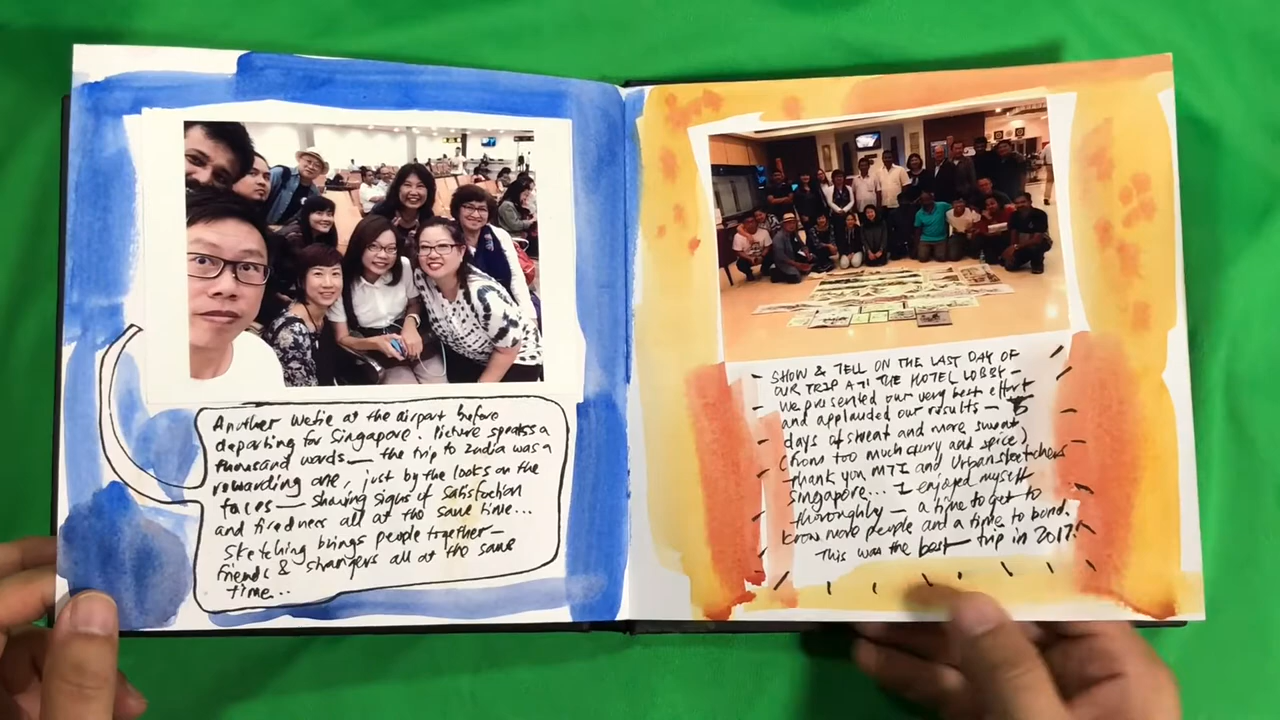 Another wefie at the airport before
departing for Singapore. Picture speaks a
thousand words — the trip to India was a
rewarding one, just by the looks on the
faces — showing signs of satisfaction
and tiredness all at the same time...
Sketching brings people together —
friends & strangers all at the same
time...
SHOW & TELL ON THE LAST DAY OF
OUR TRIP AT THE HOTEL LOBBY —
We presented our very best effort
and applauded our results — 5
days of sweat and more sweat
(from too much curry and spice)
Thank you MTI and Urbansketchers
Singapore... I enjoyed myself
thoroughly — a time to get to
know more people and a time to bond.
This was the best trip in 2017!